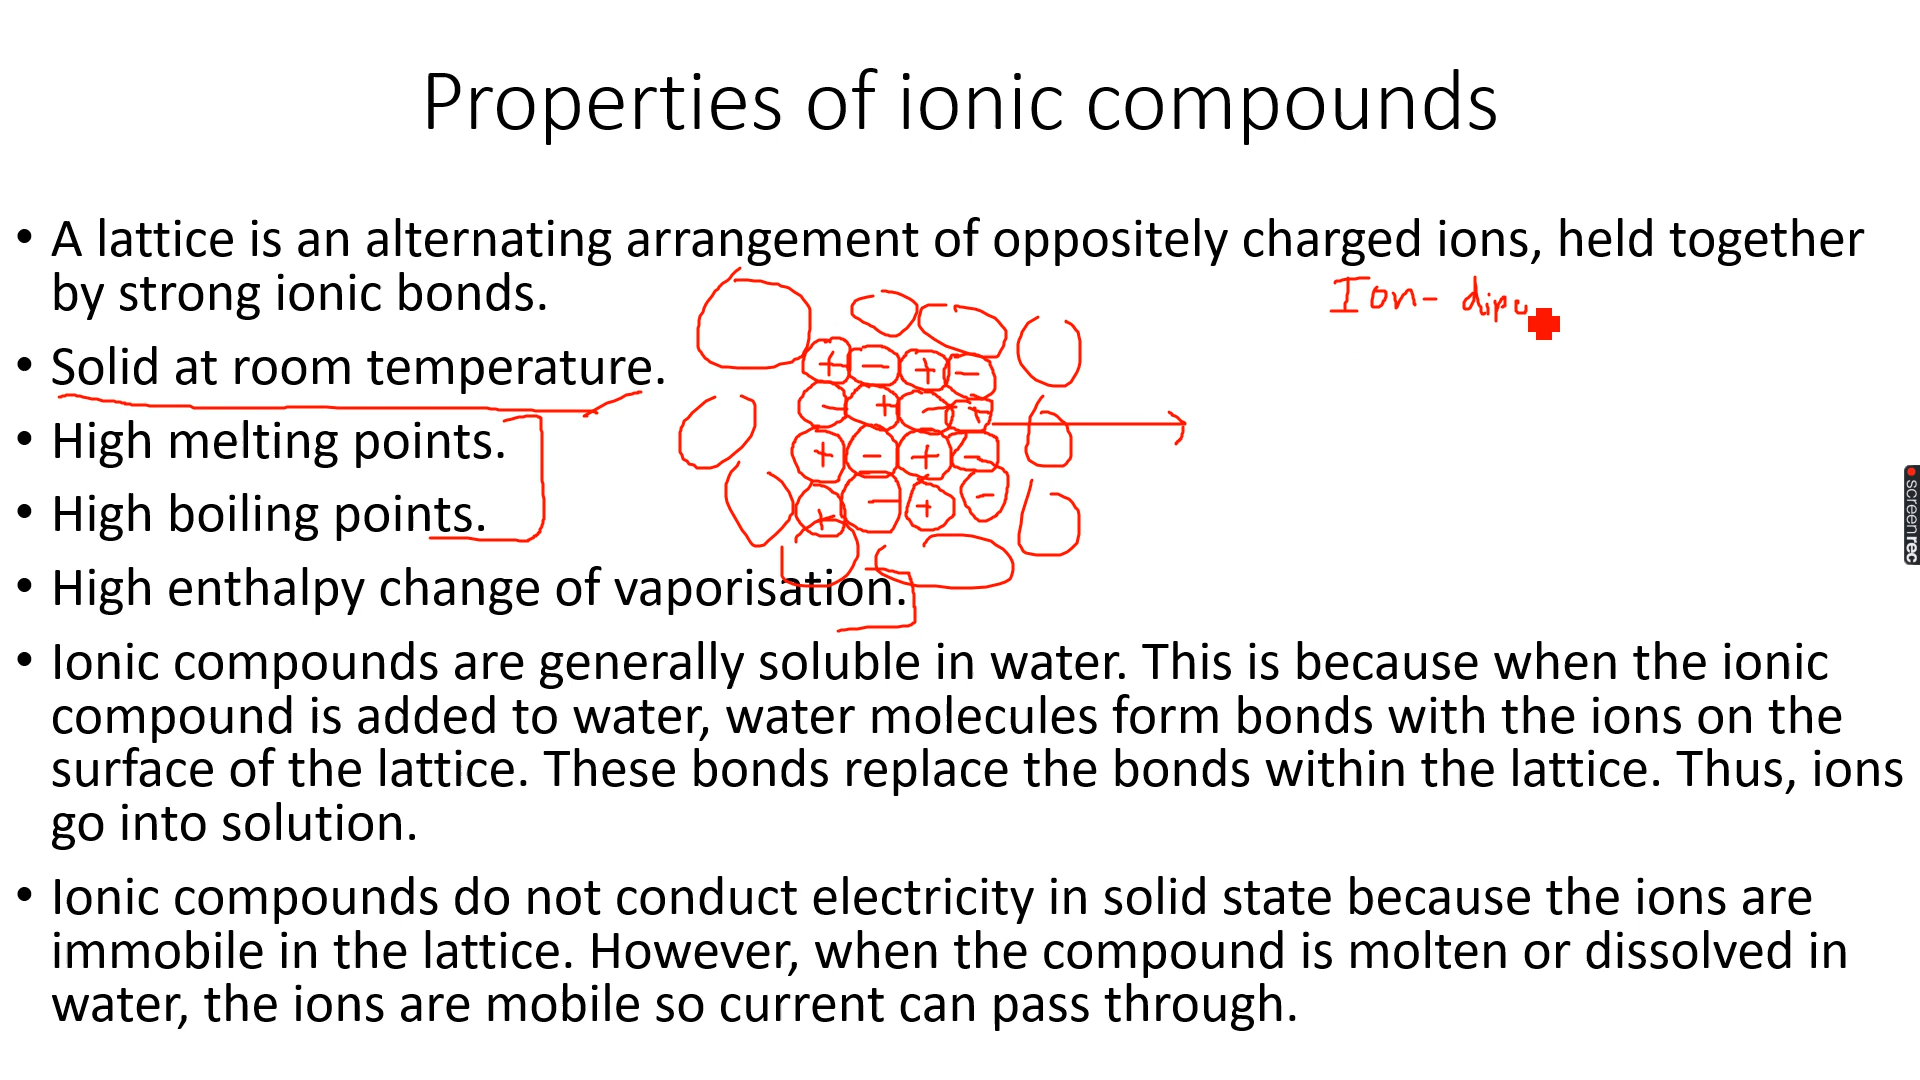 Properties of ionic compounds
• A lattice is an alternating arrangement of oppositely charged ions, held together
by strong ionic bonds.
Ion- dipo
• Solid at room temperature.
+ - + -
- + - +
• High melting points.
+ - + -
• High boiling points.
+ - + -
• High enthalpy change of vaporisation.
• Ionic compounds are generally soluble in water. This is because when the ionic
compound is added to water, water molecules form bonds with the ions on the
surface of the lattice. These bonds replace the bonds within the lattice. Thus, ions
go into solution.
• Ionic compounds do not conduct electricity in solid state because the ions are
immobile in the lattice. However, when the compound is molten or dissolved in
water, the ions are mobile so current can pass through.
screenrec